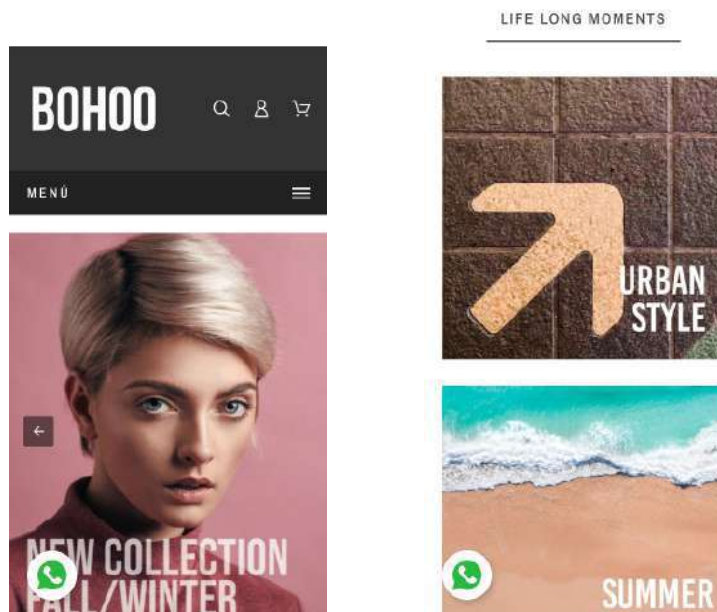 BOHOO
MENÚ
NEW COLLECTION
FALL/WINTER
LIFE LONG MOMENTS
URBAN
STYLE
SUMMER